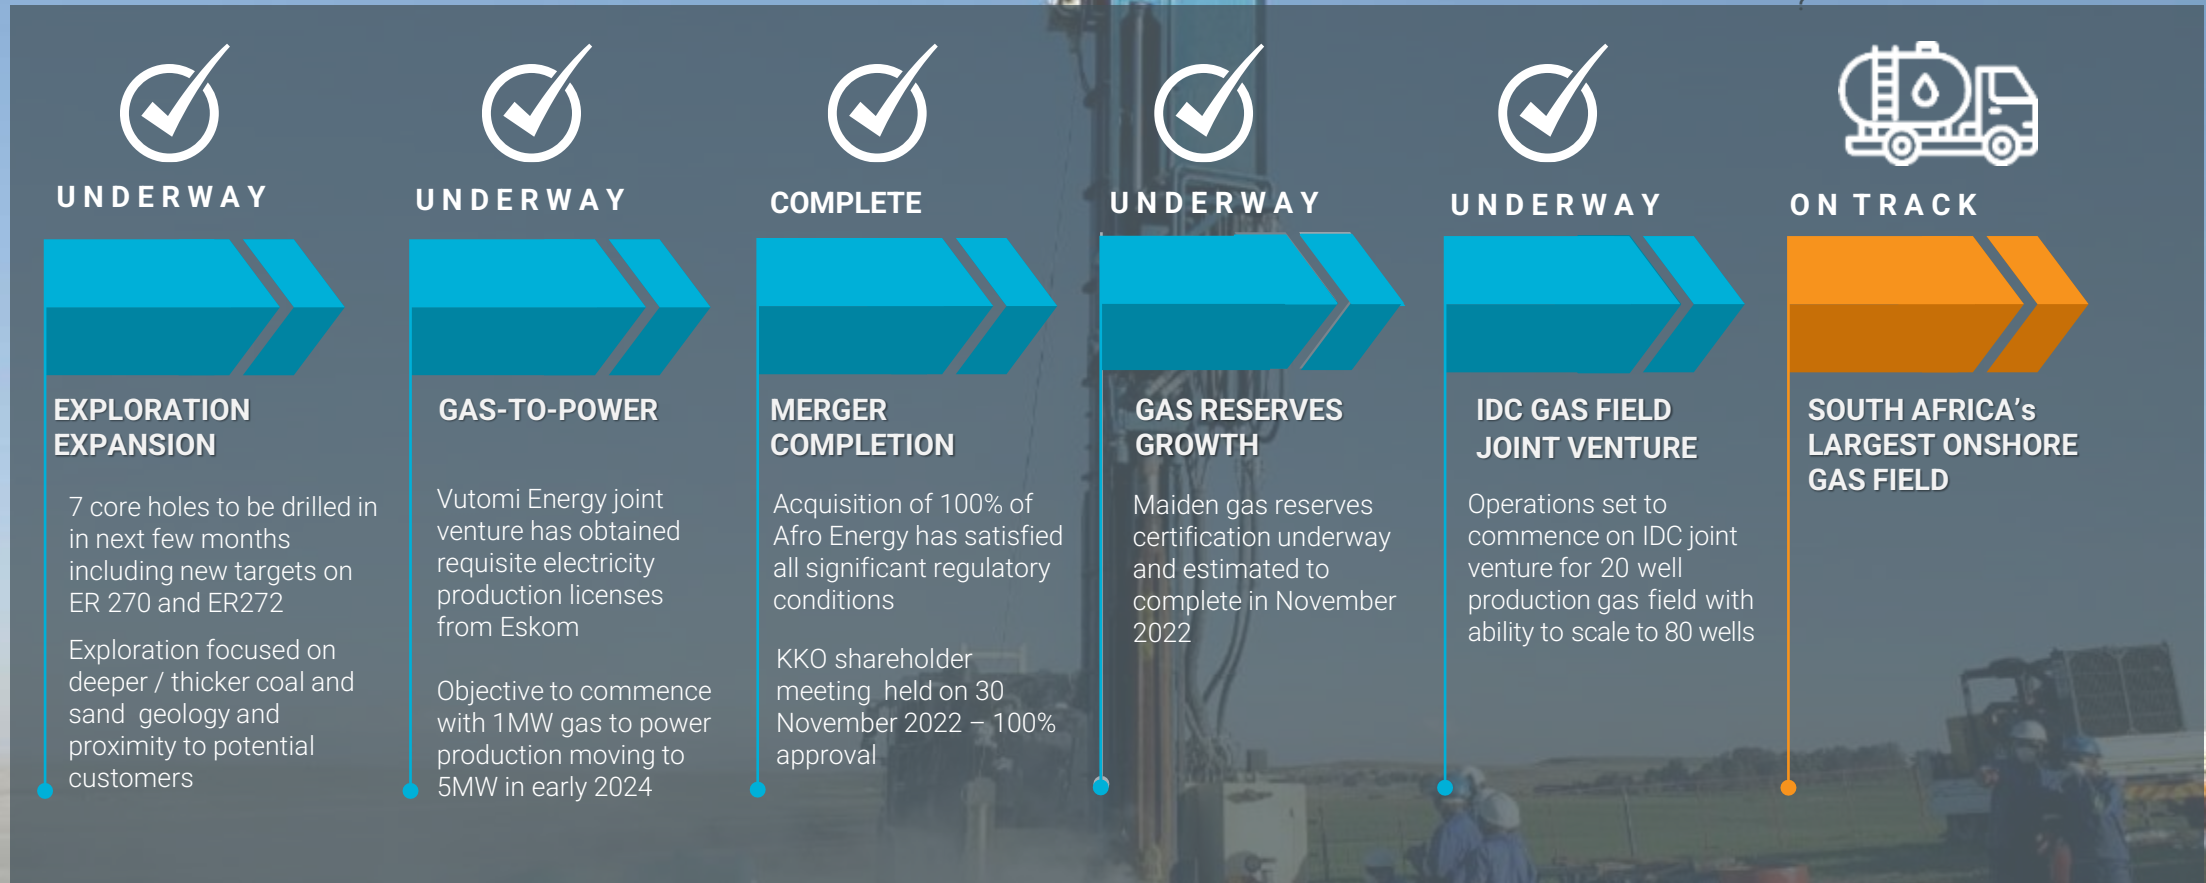 UNDERWAY
EXPLORATION
EXPANSION
7 core holes to be drilled in
in next few months
including new targets on
ER 270 and ER272
Exploration focused on
deeper / thicker coal and
sand geology and
proximity to potential
customers
UNDERWAY
GAS-TO-POWER
Vutomi Energy joint
venture has obtained
requisite electricity
production licenses
from Eskom
Objective to commence
with 1MW gas to power
production moving to
5MW in early 2024
COMPLETE
MERGER
COMPLETION
Acquisition of 100% of
Afro Energy has satisfied
all significant regulatory
conditions
KKO shareholder
meeting held on 30
November 2022 – 100%
approval
UNDERWAY
GAS RESERVES
GROWTH
Maiden gas reserves
certification underway
and estimated to
complete in November
2022
UNDERWAY
IDC GAS FIELD
JOINT VENTURE
Operations set to
commence on IDC joint
venture for 20 well
production gas field with
ability to scale to 80 wells
ON TRACK
SOUTH AFRICA's
LARGEST ONSHORE
GAS FIELD